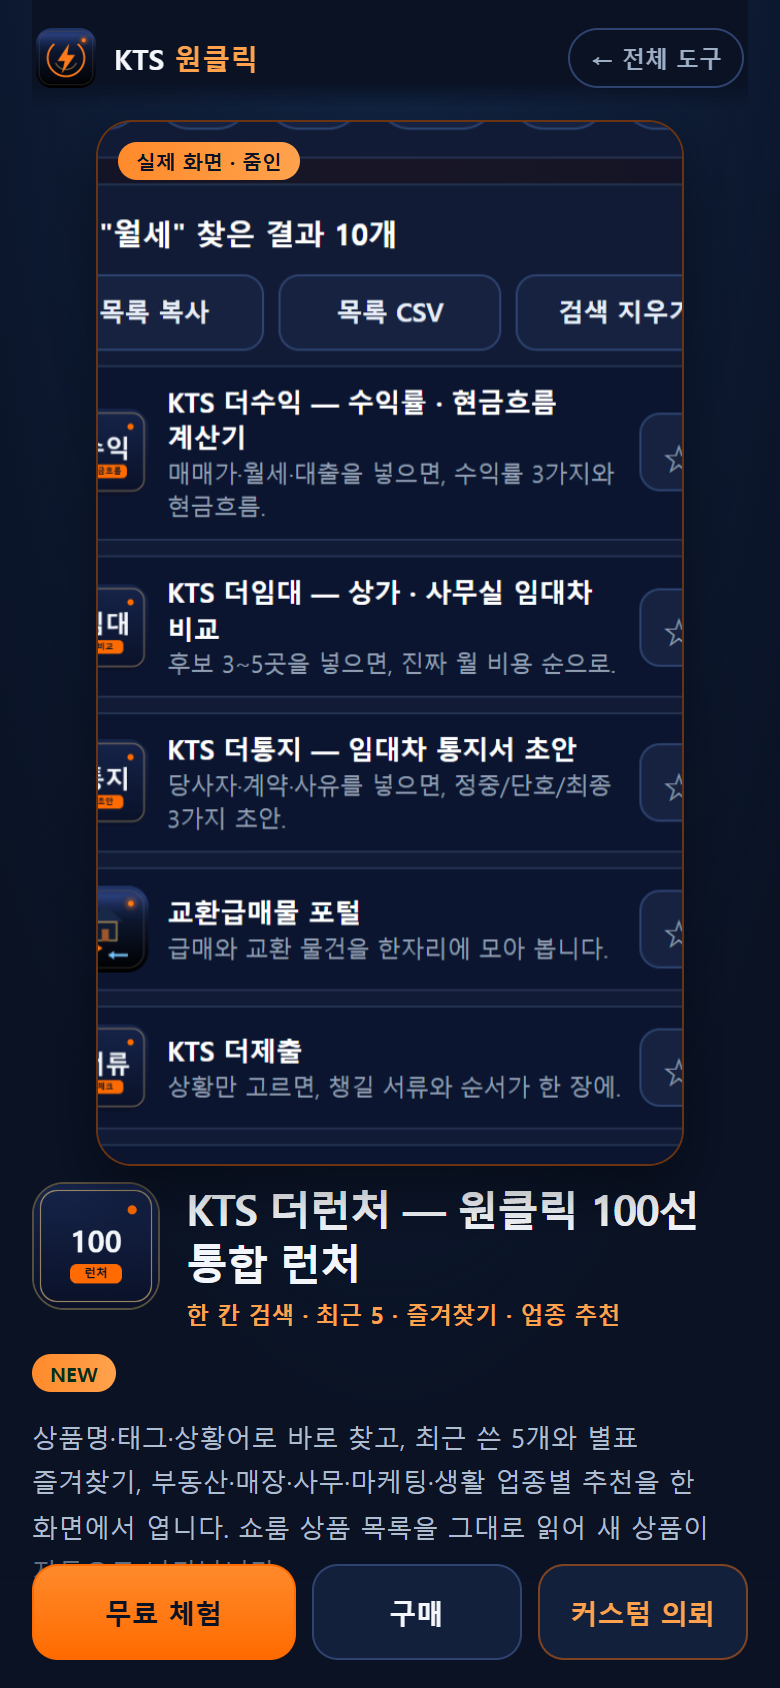 KTS 원클릭
← 전체 도구
실제 화면 · 줌인
"월세" 찾은 결과 10개
목록 복사
목록 CSV
검색 지우기
KTS 더수익 — 수익률 · 현금흐름
계산기
매매가·월세·대출을 넣으면, 수익률 3가지와
현금흐름.
KTS 더임대 — 상가 · 사무실 임대차
비교
후보 3~5곳을 넣으면, 진짜 월 비용 순으로.
KTS 더통지 — 임대차 통지서 초안
당사자·계약·사유를 넣으면, 정중/단호/최종
3가지 초안.
교환급매물 포털
급매와 교환 물건을 한자리에 모아 봅니다.
KTS 더제출
상황만 고르면, 챙길 서류와 순서가 한 장에.
100
런처
KTS 더런처 — 원클릭 100선
통합 런처
한 칸 검색 · 최근 5 · 즐겨찾기 · 업종 추천
NEW
상품명·태그·상황어로 바로 찾고, 최근 쓴 5개와 별표
즐겨찾기, 부동산·매장·사무·마케팅·생활 업종별 추천을 한
화면에서 엽니다. 쇼룸 상품 목록을 그대로 읽어 새 상품이
무료 체험
구매
커스텀 의뢰